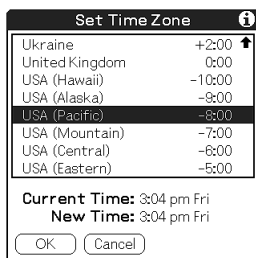 Set Time Zone i
Ukraine +2:00
United Kingdom 0:00
USA (Hawaii) -10:00
USA (Alaska) -9:00
USA (Pacific) -8:00
USA (Mountain) -7:00
USA (Central) -6:00
USA (Eastern) -5:00
Current Time: 3:04 pm Fri
New Time: 3:04 pm Fri
OK Cancel